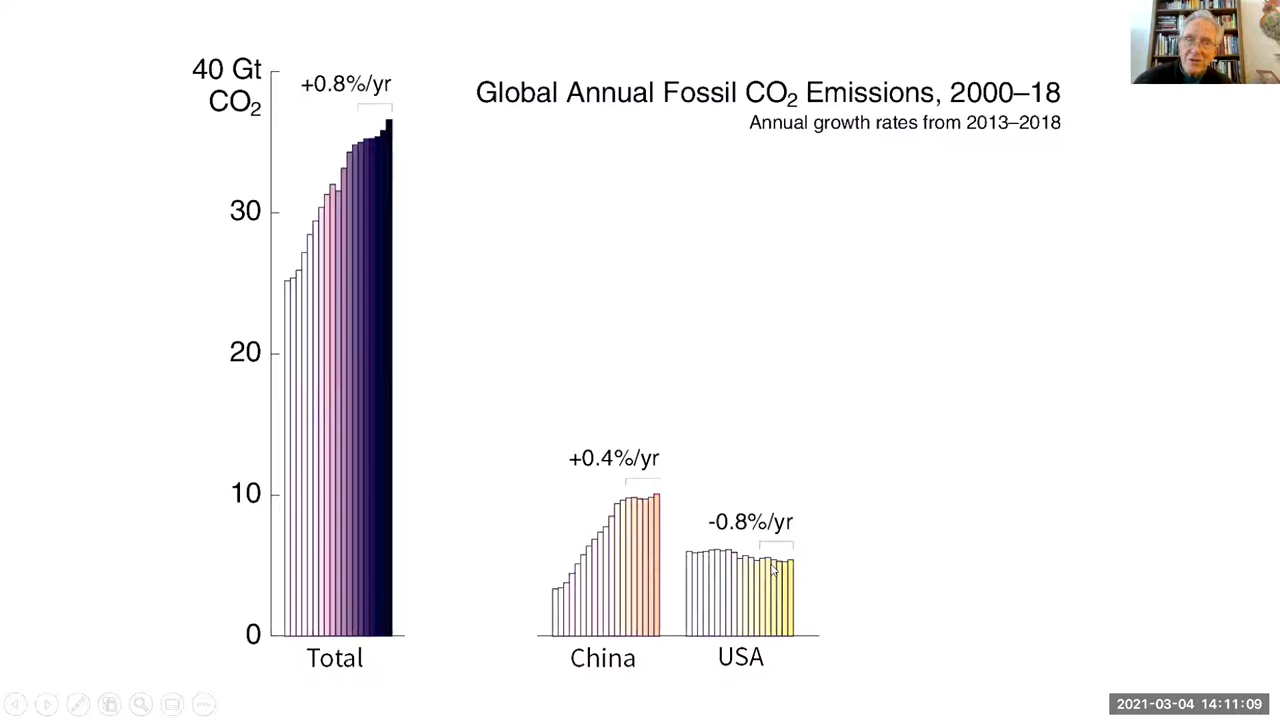 40 Gt
CO₂
+0.8%/yr
Global Annual Fossil CO₂ Emissions, 2000–18
Annual growth rates from 2013–2018
30
20
10
0
+0.4%/yr
-0.8%/yr
Total
China
USA
2021-03-04 14:11:09